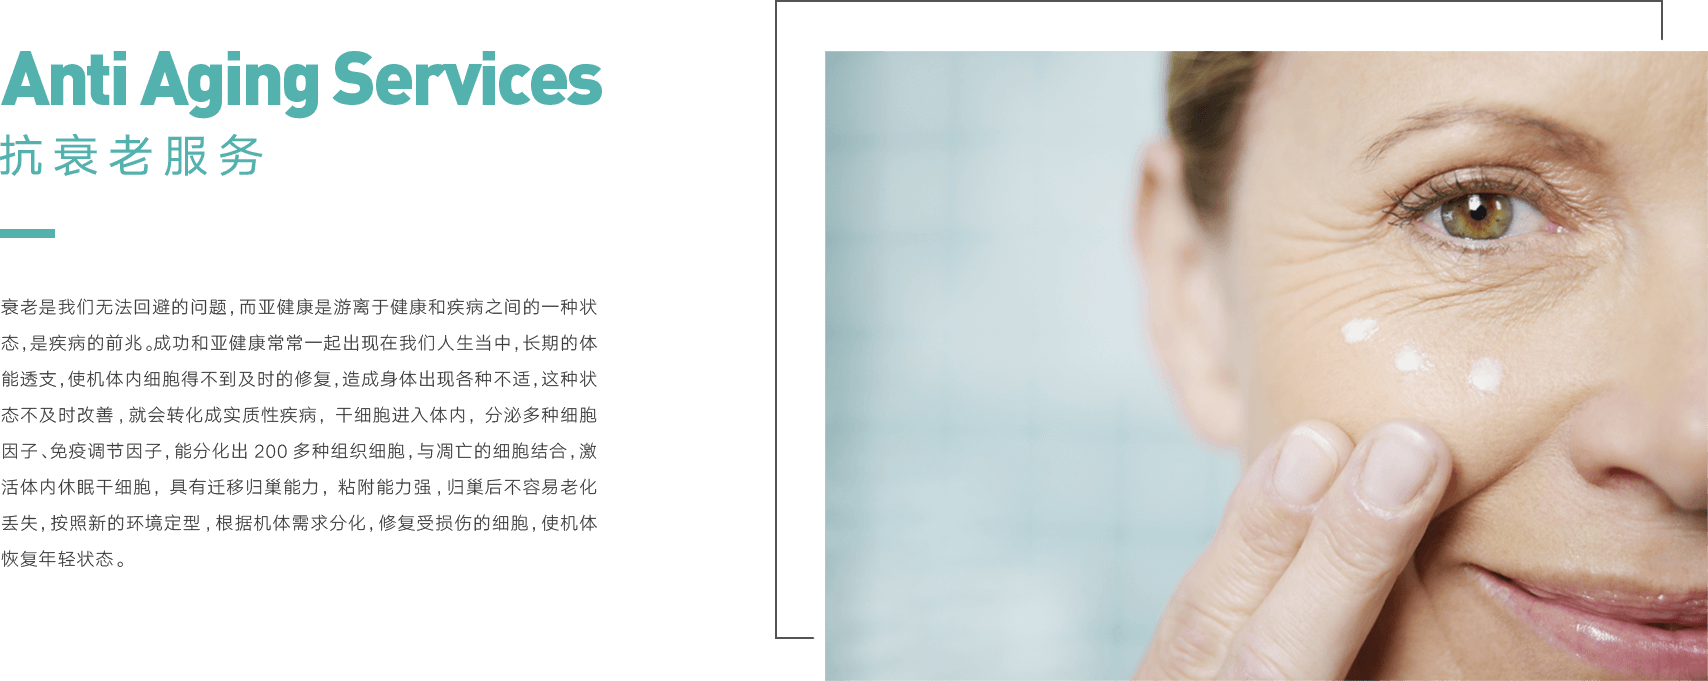 Anti Aging Services
抗衰老服务
衰老是我们无法回避的问题,而亚健康是游离于健康和疾病之间的一种状
态,是疾病的前兆。成功和亚健康常常一起出现在我们人生当中,长期的体
能透支,使机体内细胞得不到及时的修复,造成身体出现各种不适,这种状
态不及时改善,就会转化成实质性疾病, 干细胞进入体内, 分泌多种细胞
因子、免疫调节因子,能分化出 200 多种组织细胞,与凋亡的细胞结合,激
活体内休眠干细胞, 具有迁移归巢能力, 粘附能力强,归巢后不容易老化
丢失,按照新的环境定型,根据机体需求分化,修复受损伤的细胞,使机体
恢复年轻状态。